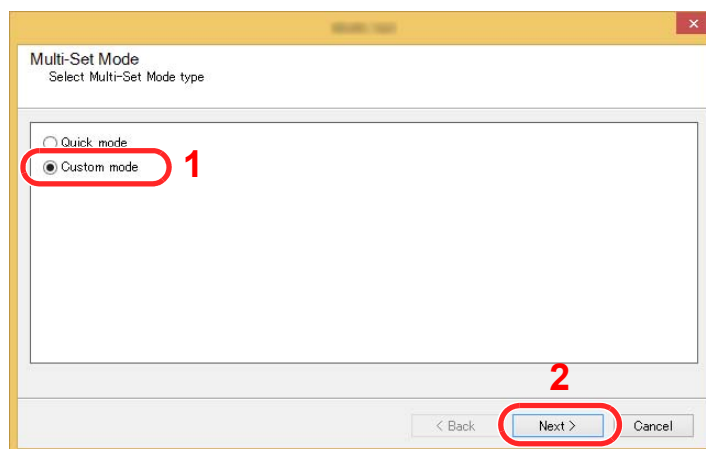 Multi-Set Mode
Select Multi-Set Mode type
Quick mode
Custom mode
1
2
< Back
Next >
Cancel